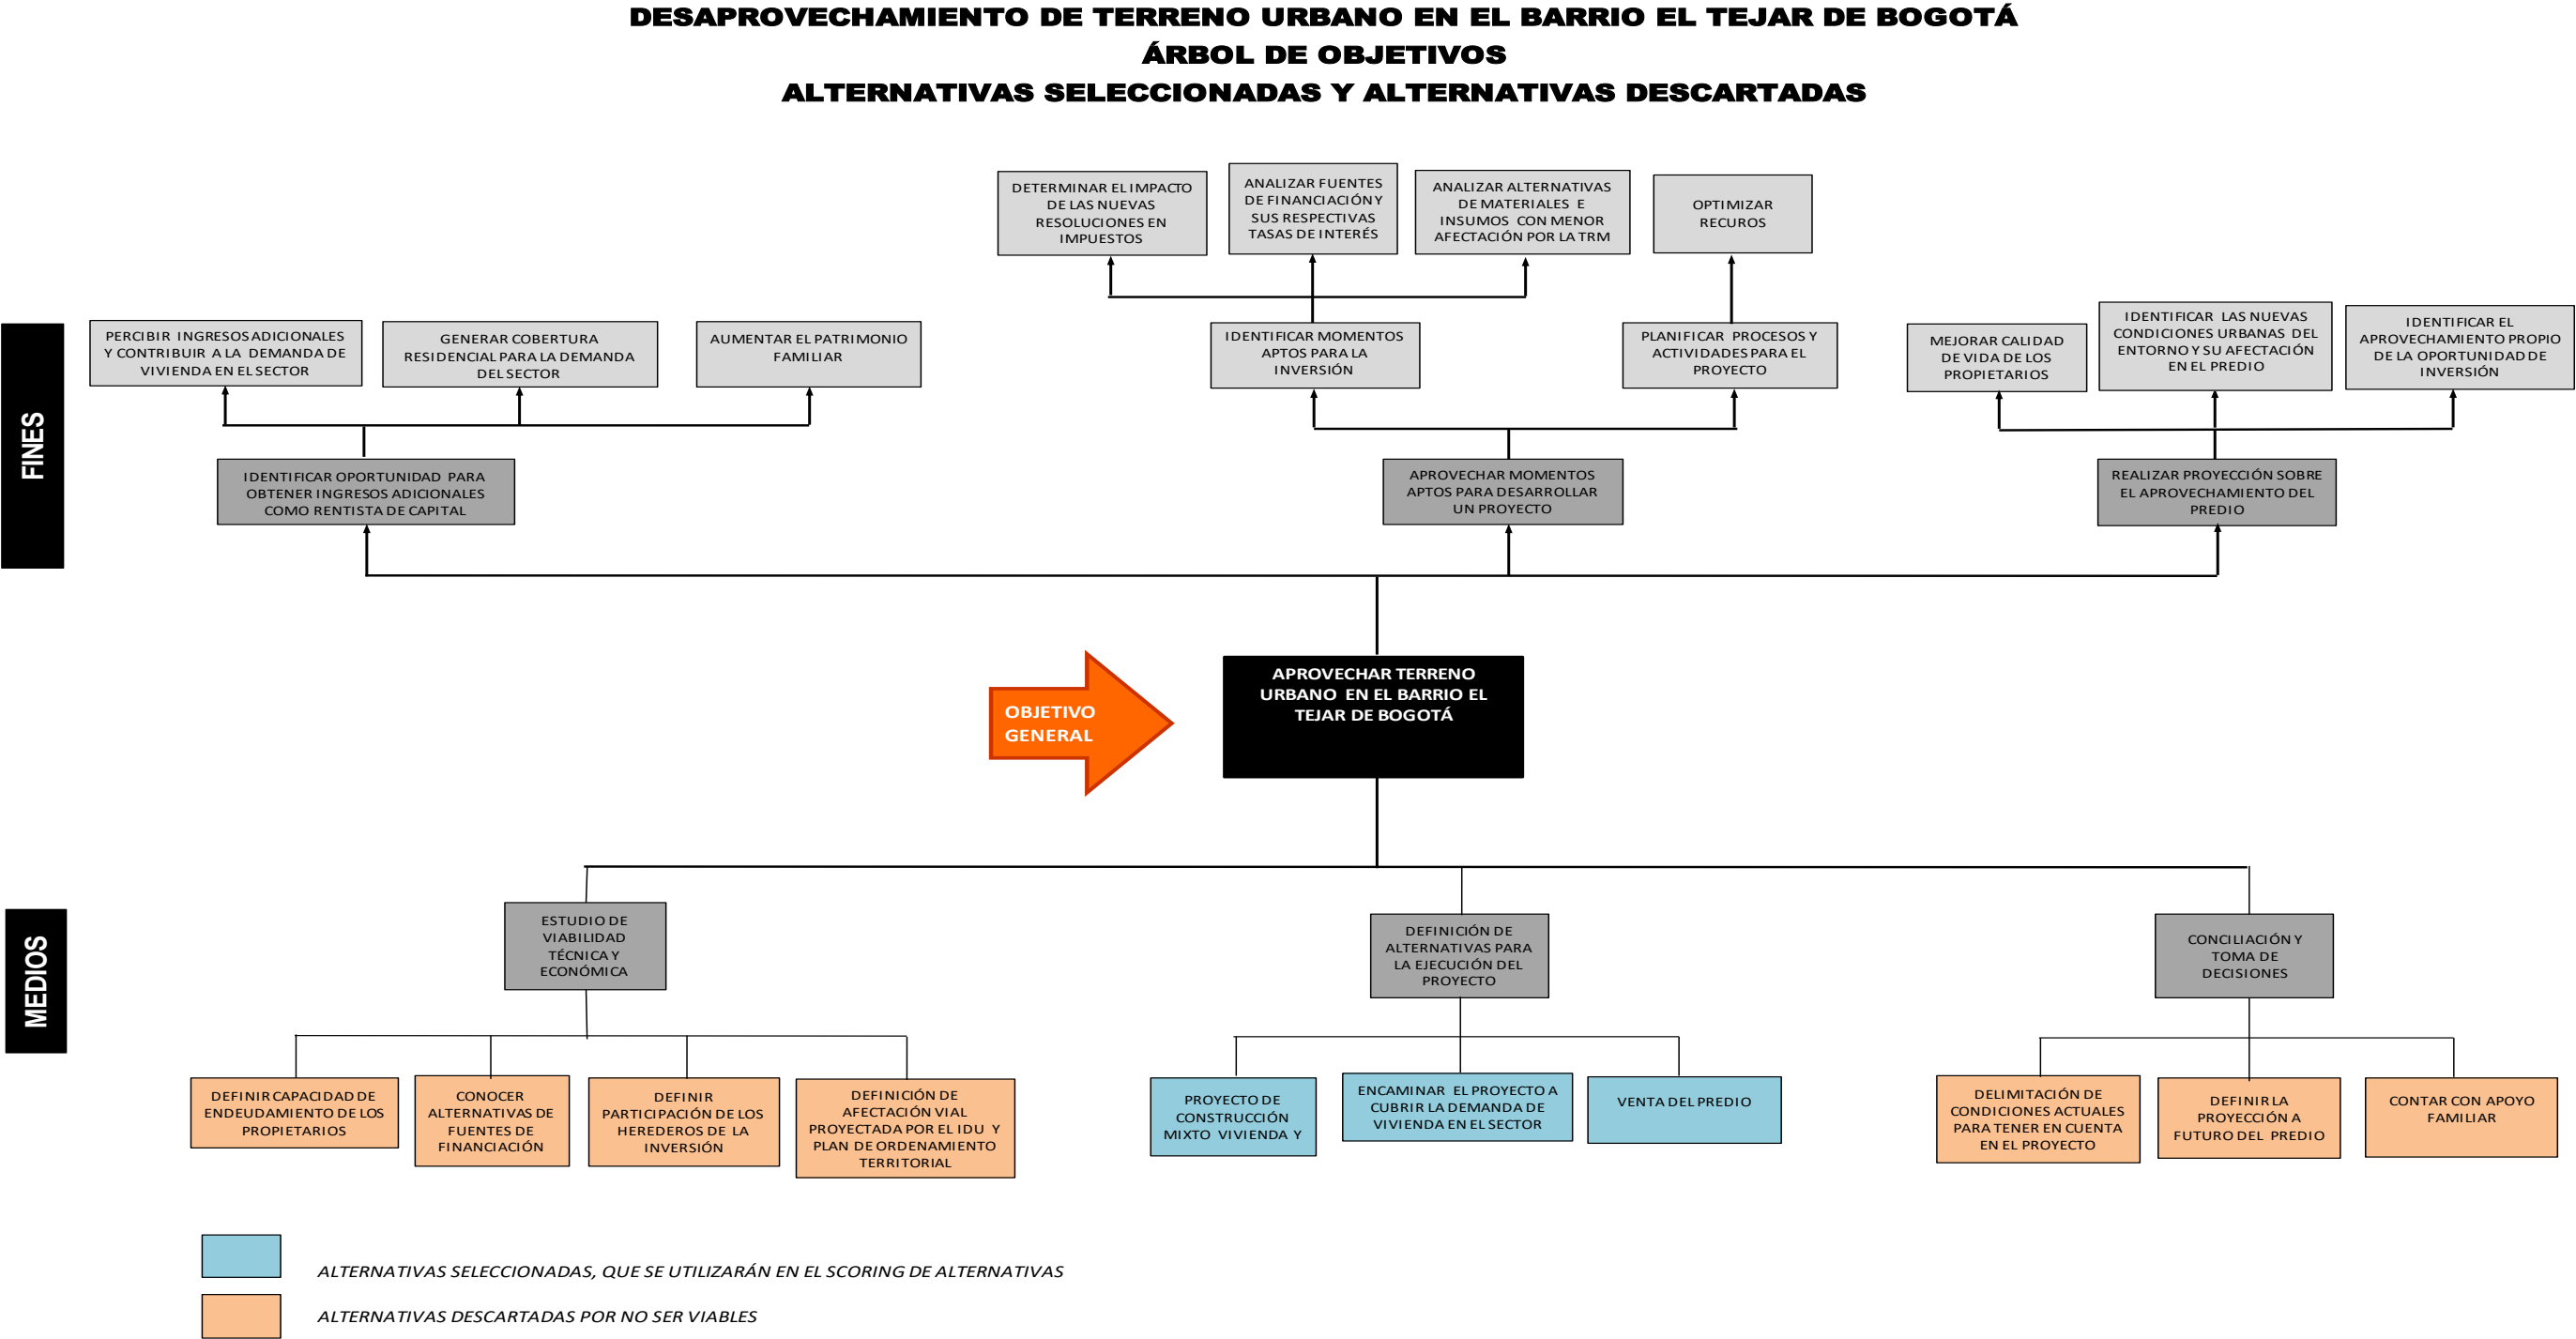 DESAPROVECHAMIENTO DE TERRENO URBANO EN EL BARRIO EL TEJAR DE BOGOTÁ
ÁRBOL DE OBJETIVOS
ALTERNATIVAS SELECCIONADAS Y ALTERNATIVAS DESCARTADAS
DETERMINAR EL IMPACTO
DE LAS NUEVAS
RESOLUCIONES EN
IMPUESTOS
ANALIZAR FUENTES
DE FINANCIACIÓN Y
SUS RESPECTIVAS
TASAS DE INTERÉS
ANALIZAR ALTERNATIVAS
DE MATERIALES E
INSUMOS CON MENOR
AFECTACIÓN POR LA TRM
OPTIMIZAR
RECUROS
FINES
PERCIBIR INGRESOS ADICIONALES
Y CONTRIBUIR A LA DEMANDA DE
VIVIENDA EN EL SECTOR
GENERAR COBERTURA
RESIDENCIAL PARA LA DEMANDA
DEL SECTOR
AUMENTAR EL PATRIMONIO
FAMILIAR
IDENTIFICAR MOMENTOS
APTOS PARA LA
INVERSIÓN
PLANIFICAR PROCESOS Y
ACTIVIDADES PARA EL
PROYECTO
MEJORAR CALIDAD
DE VIDA DE LOS
PROPIETARIOS
IDENTIFICAR LAS NUEVAS
CONDICIONES URBANAS DEL
ENTORNO Y SU AFECTACIÓN
EN EL PREDIO
IDENTIFICAR EL
APROVECHAMIENTO PROPIO
DE LA OPORTUNIDAD DE
INVERSIÓN
IDENTIFICAR OPORTUNIDAD PARA
OBTENER INGRESOS ADICIONALES
COMO RENTISTA DE CAPITAL
APROVECHAR MOMENTOS
APTOS PARA DESARROLLAR
UN PROYECTO
REALIZAR PROYECCIÓN SOBRE
EL APROVECHAMIENTO DEL
PREDIO
OBJETIVO
GENERAL
APROVECHAR TERRENO
URBANO EN EL BARRIO EL
TEJAR DE BOGOTÁ
MEDIOS
ESTUDIO DE
VIABILIDAD
TÉCNICA Y
ECONÓMICA
DEFINICIÓN DE
ALTERNATIVAS PARA
LA EJECUCIÓN DEL
PROYECTO
CONCILIACIÓN Y
TOMA DE
DECISIONES
DEFINIR CAPACIDAD DE
ENDEUDAMIENTO DE LOS
PROPIETARIOS
CONOCER
ALTERNATIVAS DE
FUENTES DE
FINANCIACIÓN
DEFINIR
PARTICIPACIÓN DE LOS
HEREDEROS DE LA
INVERSIÓN
DEFINICIÓN DE
AFECTACIÓN VIAL
PROYECTADA POR EL IDU Y
PLAN DE ORDENAMIENTO
TERRITORIAL
PROYECTO DE
CONSTRUCCIÓN
MIXTO VIVIENDA Y
ENCAMINAR EL PROYECTO A
CUBRIR LA DEMANDA DE
VIVIENDA EN EL SECTOR
VENTA DEL PREDIO
DELIMITACIÓN DE
CONDICIONES ACTUALES
PARA TENER EN CUENTA
EN EL PROYECTO
DEFINIR LA
PROYECCIÓN A
FUTURO DEL PREDIO
CONTAR CON APOYO
FAMILIAR
ALTERNATIVAS SELECCIONADAS, QUE SE UTILIZARÁN EN EL SCORING DE ALTERNATIVAS
ALTERNATIVAS DESCARTADAS POR NO SER VIABLES